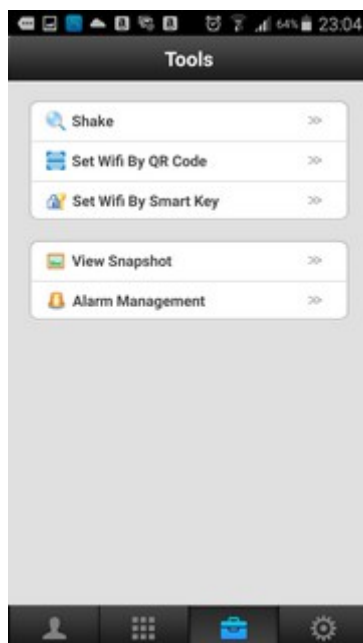 64% 23:04
Tools
Shake
Set Wifi By QR Code
Set Wifi By Smart Key
View Snapshot
Alarm Management